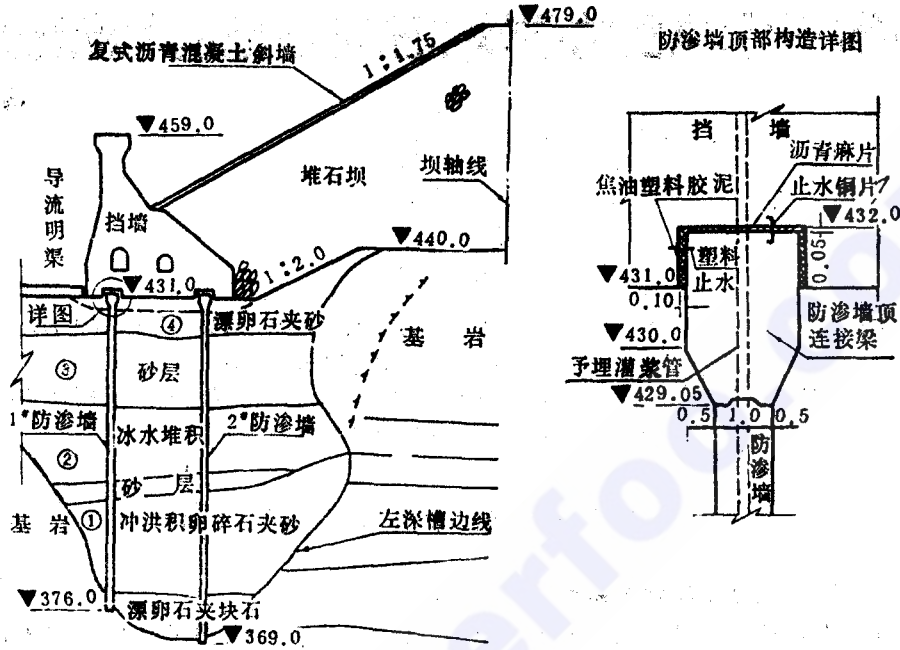 ▼479.0
复式沥青混凝土斜墙
1:1.75
防渗墙顶部构造详图
▼459.0
挡墙
沥青麻片
导流明渠
堆石坝
坝轴线
焦油塑料胶泥
止水铜片
挡墙
▼432.0
▼440.0
1:2.0
塑料
止水
0.05
▼431.0
▼431.0
0.10
详图
④
漂卵石夹砂
防渗墙顶
连接梁
基岩
▼430.0
③
砂层
予埋灌浆管
▼429.05
1#防渗墙
冰水堆积
2#防渗墙
0.5 1.0 0.5
②
防渗墙
砂层
基岩
①
冲洪积卵碎石夹砂
左深槽边线
▼376.0
漂卵石夹块石
▼369.0